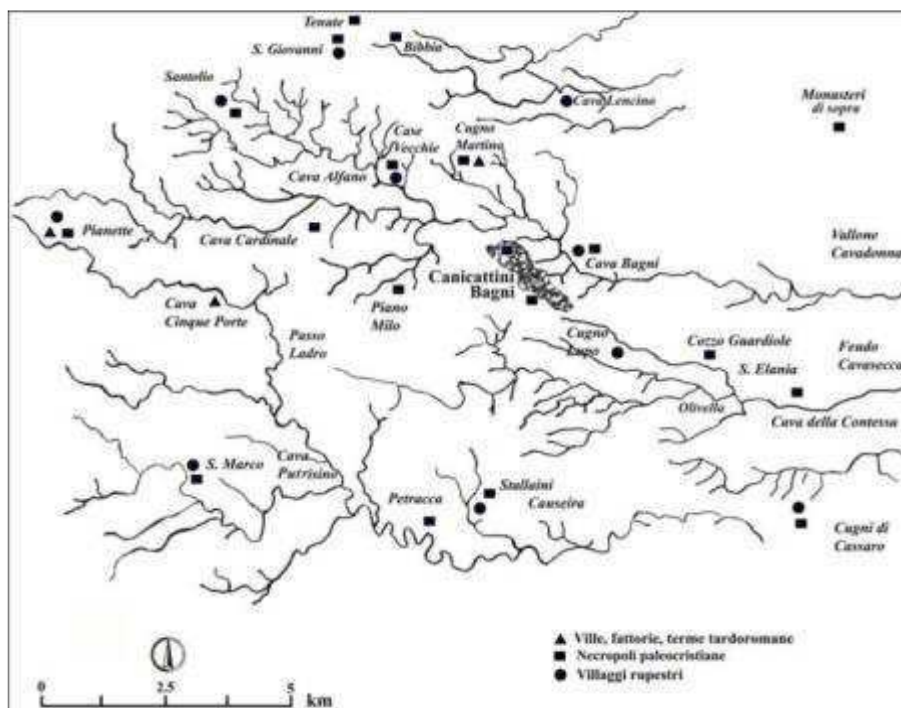 Tenate
S. Giovanni
Bibbia
Santolio
Cava Lencino
Monasteri
di sopra
Case
Vecchie
Cugno
Martino
Cava Alfano
Pianette
Cava Cardinale
Vallone
Cavadonna
Cava Bagni
Canicattini
Bagni
Cava
Cinque Porte
Piano
Milo
Passo
Ladro
Cugno
Lupo
Cozzo Guardiole
S. Elania
Feudo
Cavasecca
Olivella
Cava della Contessa
S. Marco
Cava
Putrisino
Petracca
Stallaini
Causeira
Cugni di
Cassaro
Ville, fattorie, terme tardoromane
Necropoli paleocristiane
Villaggi rupestri
0 2.5 5
km